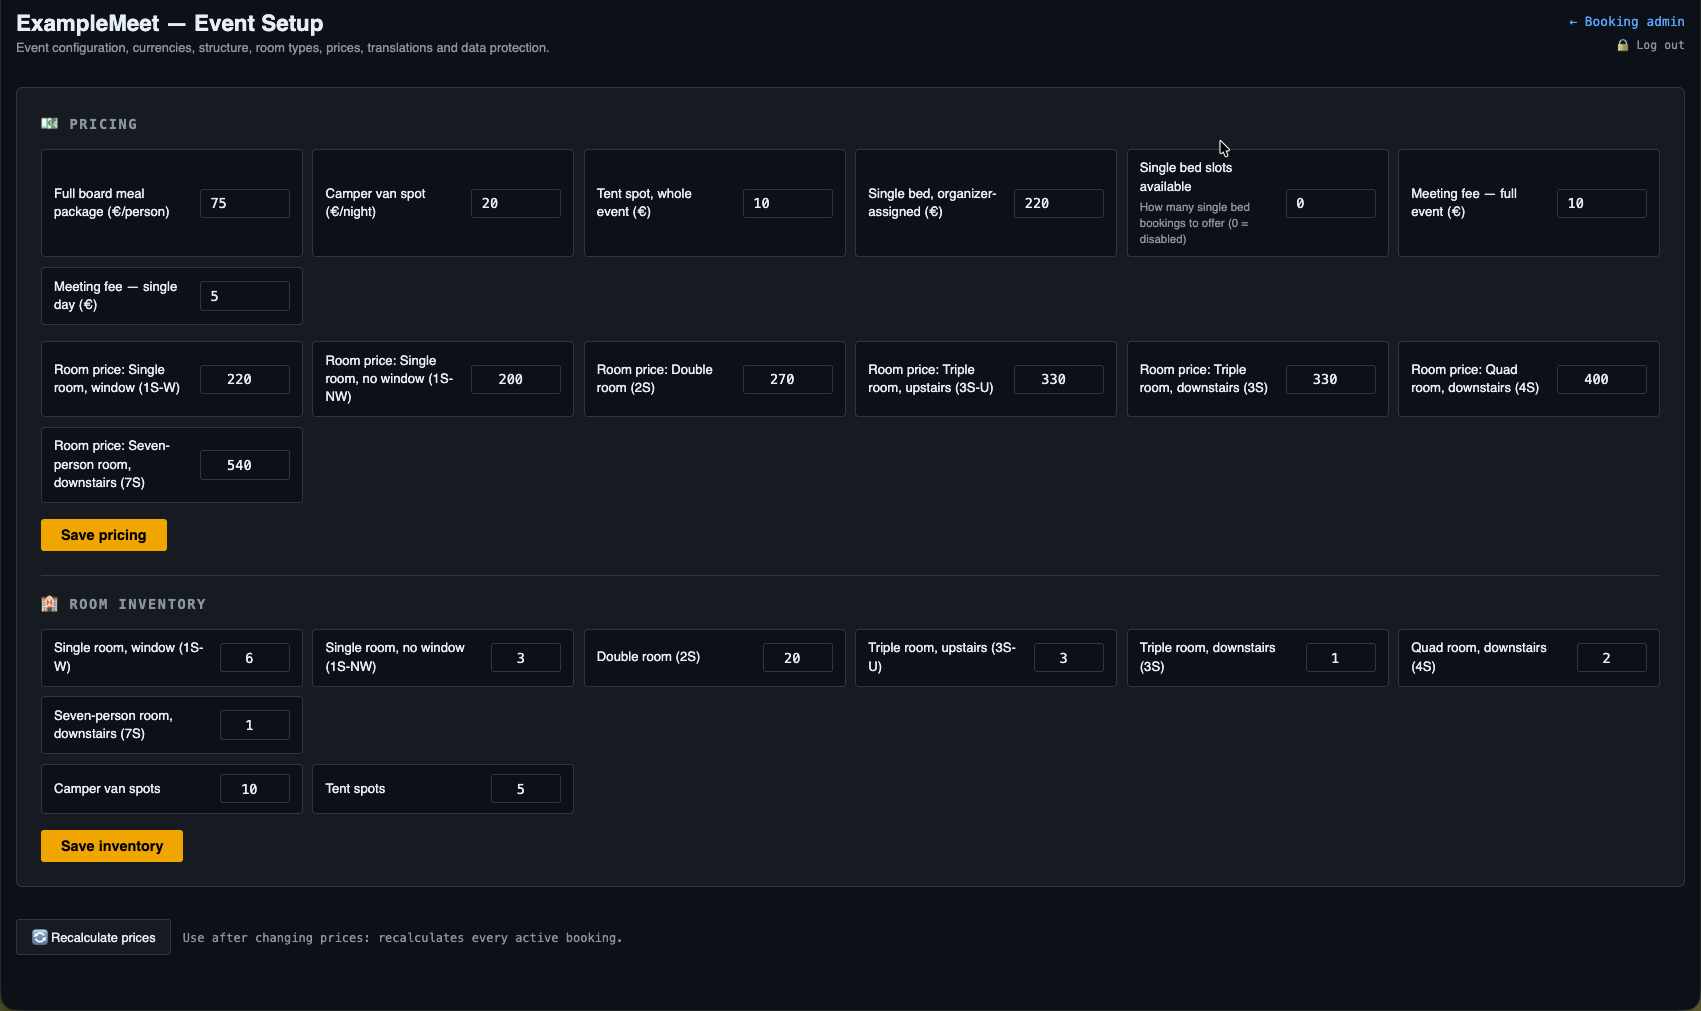 ExampleMeet — Event Setup
← Booking admin
Event configuration, currencies, structure, room types, prices, translations and data protection.
Log out
PRICING
Full board meal
package (€/person)
75
Camper van spot
(€/night)
20
Tent spot, whole
event (€)
10
Single bed, organizer-
assigned (€)
220
Single bed slots
available
How many single bed
bookings to offer (0 =
disabled)
0
Meeting fee — full
event (€)
10
Meeting fee — single
day (€)
5
Room price: Single
room, window (1S-W)
220
Room price: Single
room, no window (1S-
NW)
200
Room price: Double
room (2S)
270
Room price: Triple
room, upstairs (3S-U)
330
Room price: Triple
room, downstairs (3S)
330
Room price: Quad
room, downstairs (4S)
400
Room price: Seven-
person room,
downstairs (7S)
540
Save pricing
ROOM INVENTORY
Single room, window (1S-
W)
6
Single room, no window
(1S-NW)
3
Double room (2S)
20
Triple room, upstairs (3S-
U)
3
Triple room, downstairs
(3S)
1
Quad room, downstairs
(4S)
2
Seven-person room,
downstairs (7S)
1
Camper van spots
10
Tent spots
5
Save inventory
Recalculate prices
Use after changing prices: recalculates every active booking.